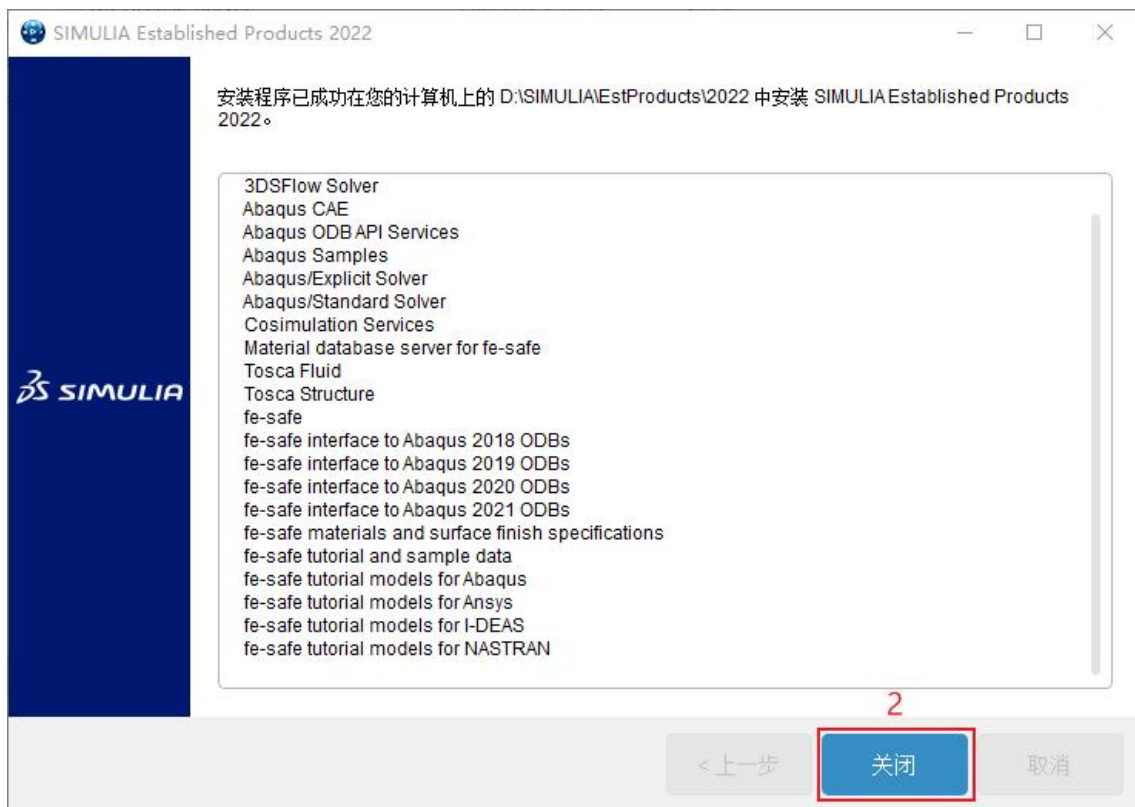 SIMULIA Established Products 2022
安装程序已成功在您的计算机上的 D:\SIMULIA\EstProducts\2022 中安装 SIMULIA Established Products
2022。
3DSFlow Solver
Abaqus CAE
Abaqus ODB API Services
Abaqus Samples
Abaqus/Explicit Solver
Abaqus/Standard Solver
Cosimulation Services
Material database server for fe-safe
Tosca Fluid
Tosca Structure
fe-safe
fe-safe interface to Abaqus 2018 ODBs
fe-safe interface to Abaqus 2019 ODBs
fe-safe interface to Abaqus 2020 ODBs
fe-safe interface to Abaqus 2021 ODBs
fe-safe materials and surface finish specifications
fe-safe tutorial and sample data
fe-safe tutorial models for Abaqus
fe-safe tutorial models for Ansys
fe-safe tutorial models for I-DEAS
fe-safe tutorial models for NASTRAN
3DS SIMULIA
2
<上一步 关闭 取消